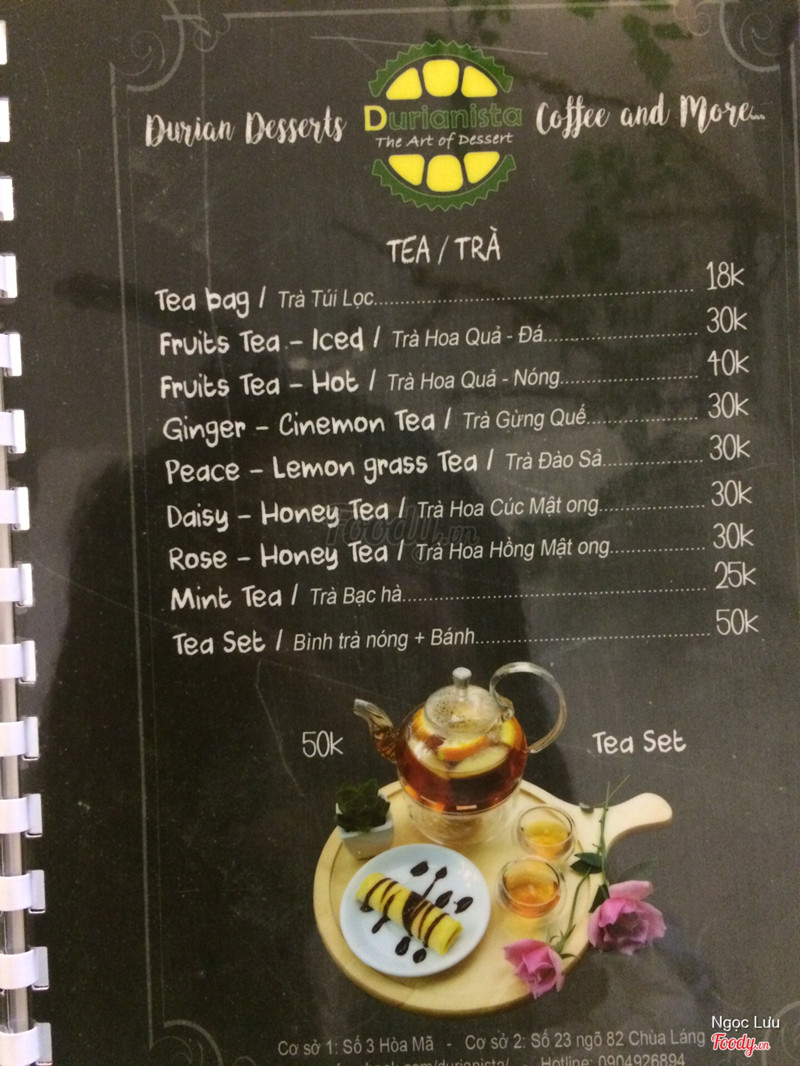 Durian Desserts Durianista Coffee and More...
The Art of Dessert
TEA / TRÀ
Tea bag / Trà Túi Lọc 18k
Fruits Tea - Iced / Trà Hoa Quả - Đá 30k
Fruits Tea - Hot / Trà Hoa Quả - Nóng 40k
Ginger - Cinemon Tea / Trà Gừng Quế 30k
Peace - Lemon grass Tea / Trà Đào Sả 30k
Daisy - Honey Tea / Trà Hoa Cúc Mật ong 30k
Rose - Honey Tea / Trà Hoa Hồng Mật ong 30k
Mint Tea / Trà Bạc hà 25k
Tea Set / Bình trà nóng + Bánh 50k
Foody.vn
50k Tea Set
Cơ sở 1: Số 3 Hòa Mã - Cơ sở 2: Số 23 ngõ 82 Chùa Láng
/durianista/ - Hotline: 0904926894
Ngọc Lưu
Foody.vn